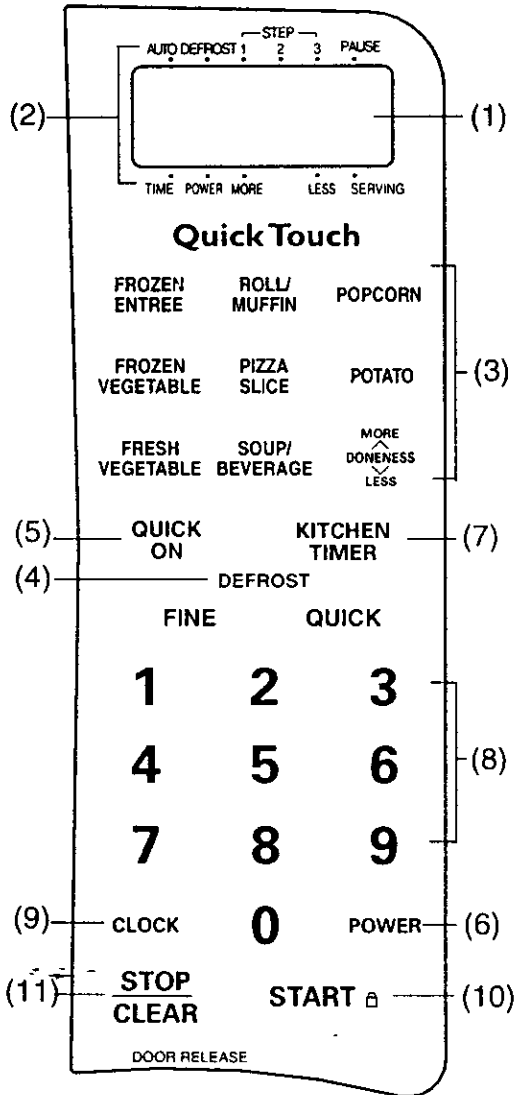 STEP
AUTO DEFROST 1 2 3 PAUSE
(2) (1)
TIME POWER MORE LESS SERVING
Quick Touch
FROZEN ENTREE
ROLL/ MUFFIN
POPCORN
FROZEN VEGETABLE
PIZZA SLICE
POTATO
(3)
FRESH VEGETABLE
SOUP/ BEVERAGE
MORE
DONENESS
LESS
(5) QUICK ON
KITCHEN TIMER (7)
(4) DEFROST
FINE QUICK
1 2 3
4 5 6 (8)
7 8 9
(9) CLOCK 0 POWER (6)
(11) STOP
CLEAR
START (10)
DOOR RELEASE